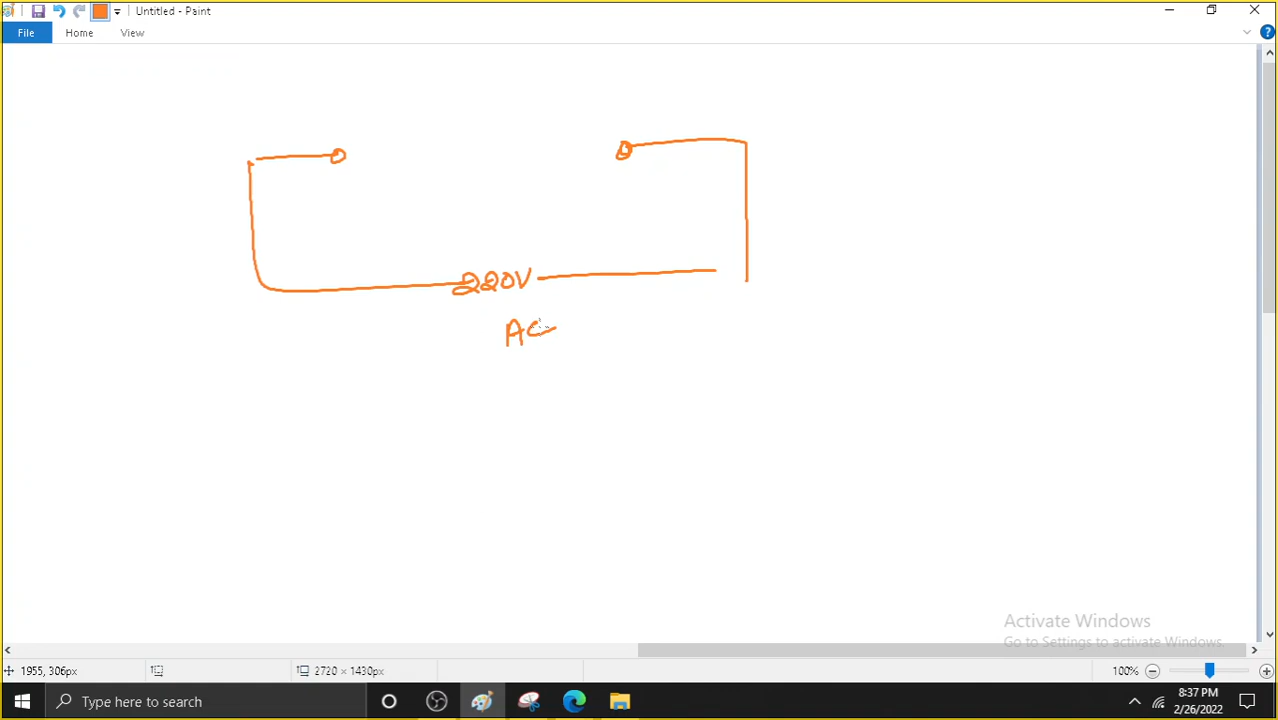 Untitled - Paint
File Home View
220V
AC
Activate Windows
Go to Settings to activate Windows.
1955, 306px 2720 × 1430px 100%
Type here to search
8:37 PM
2/26/2022